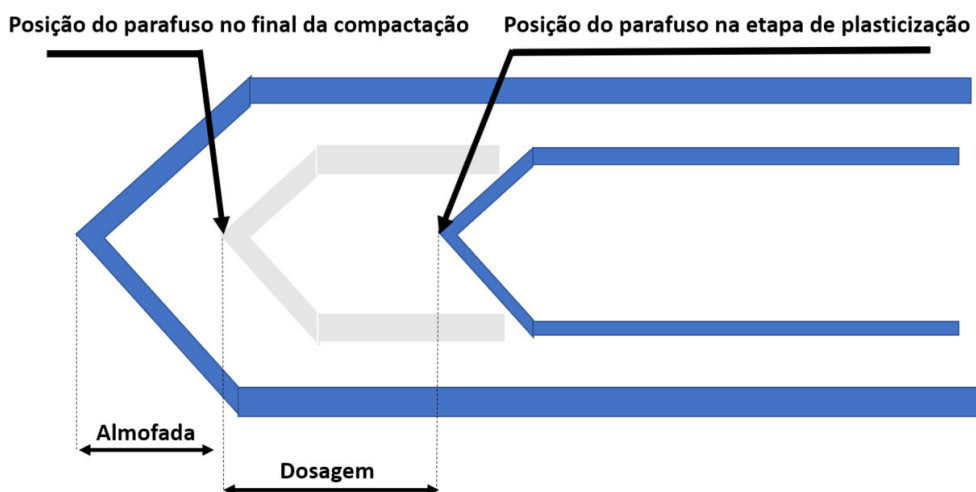 Posição do parafuso no final da compactação
Posição do parafuso na etapa de plasticização
Almofada
Dosagem